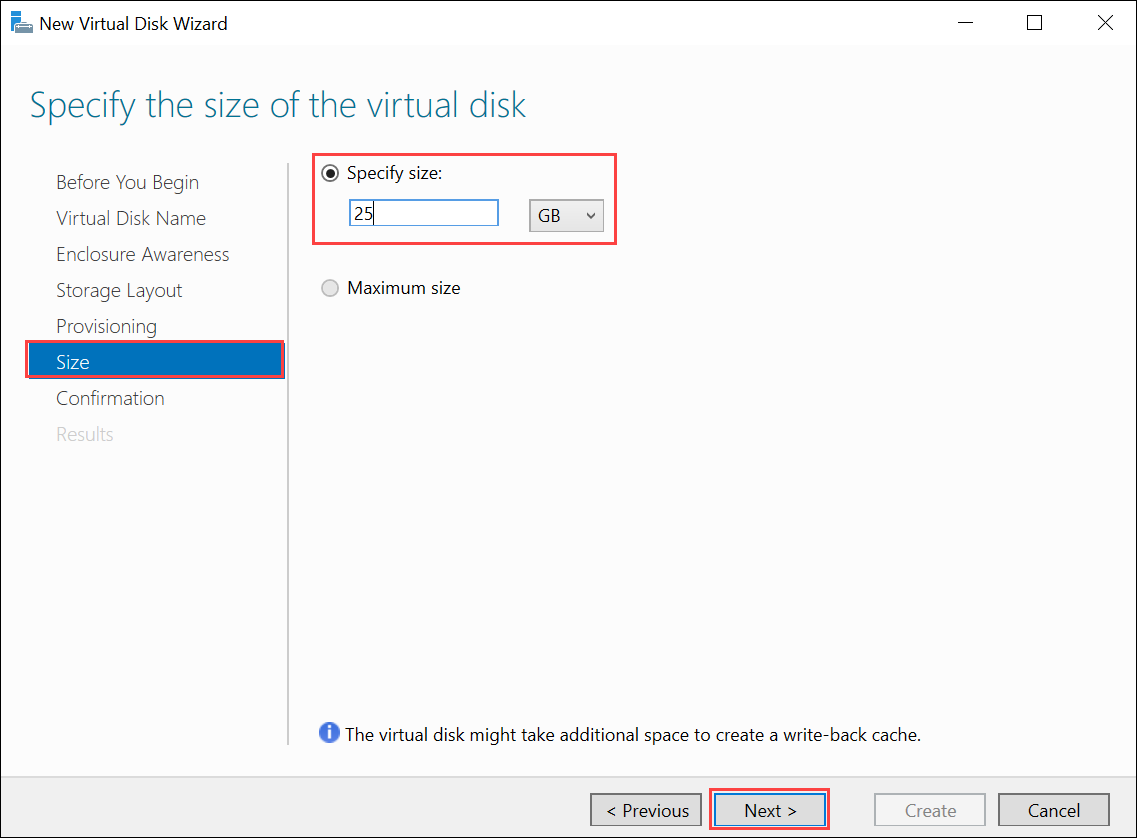 New Virtual Disk Wizard
Specify the size of the virtual disk
Before You Begin
Virtual Disk Name
Enclosure Awareness
Storage Layout
Provisioning
Size
Confirmation
Results
Specify size:
25 GB
Maximum size
The virtual disk might take additional space to create a write-back cache.
< Previous Next > Create Cancel